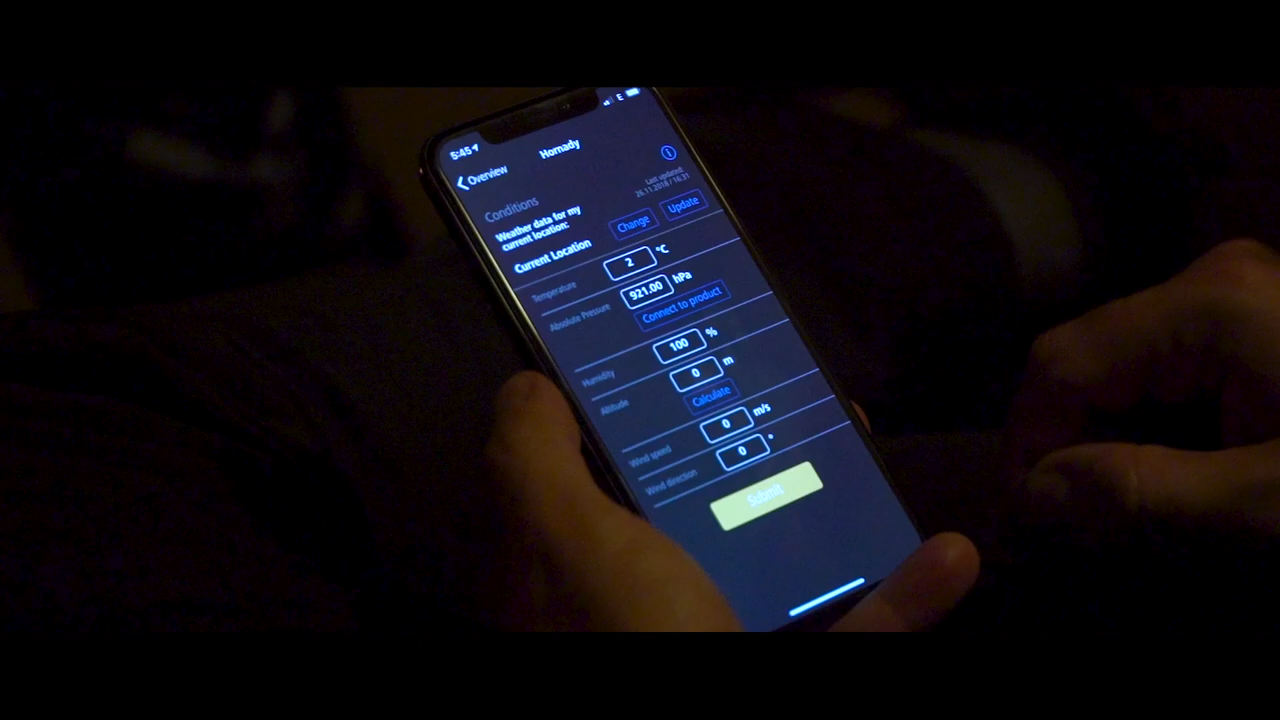 5:45
E
Overview
Hornady
Conditions
Last updated:
26.11.2018 / 16:31
Weather data for my
current location:
Change
Update
Current Location
Temperature
2
°C
Absolute Pressure
921.00
hPa
Connect to product
Humidity
100
%
Altitude
0
m
Calculate
Wind speed
0
m/s
Wind direction
0
°
Submit